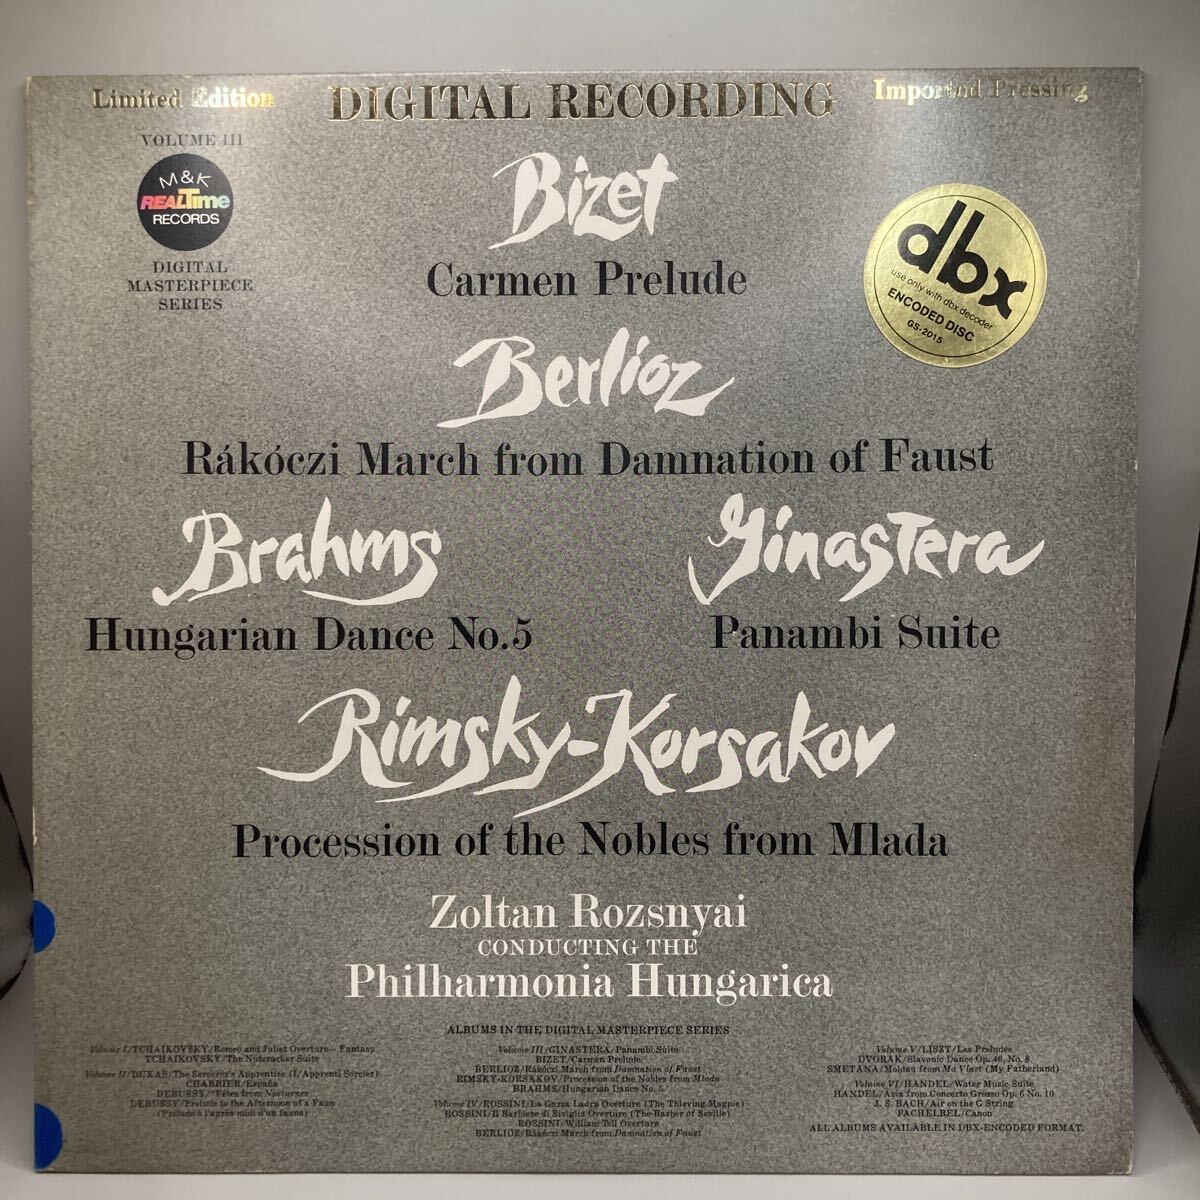 Limited Edition
DIGITAL RECORDING
Imported Pressing
VOLUME III
M&K
REALTime
RECORDS
DIGITAL
MASTERPIECE
SERIES
Bizet
Carmen Prelude
dbx
use only with dbx decoder
ENCODED DISC
GS-2015
Berlioz
Rákóczi March from Damnation of Faust
Brahms
Hungarian Dance No.5
Ginastera
Panambi Suite
Rimsky-Korsakov
Procession of the Nobles from Mlada
Zoltan Rozsnyai
CONDUCTING THE
Philharmonia Hungarica
ALBUMS IN THE DIGITAL MASTERPIECE SERIES
Volume I/TCHAIKOVSKY/Romeo and Juliet Overture—Fantasy
TCHAIKOVSKY/The Nutcracker Suite
Volume II/DUKAS/The Sorcerer's Apprentice (L'Apprenti Sorcier)
CHABRIER/España
DEBUSSY/Fêtes from Nocturnes
DEBUSSY/Prelude to the Afternoon of a Faun
(Prélude à l'après-midi d'un faune)
Volume III/GINASTERA/Panambi Suite
BIZET/Carmen Prelude
BERLIOZ/Rákóczi March from Damnation of Faust
RIMSKY-KORSAKOV/Procession of the Nobles from Mlada
BRAHMS/Hungarian Dance No. 5
Volume IV/ROSSINI/La Gazza Ladra Overture (The Thieving Magpie)
ROSSINI/Il Barbiere di Siviglia Overture (The Barber of Seville)
ROSSINI/William Tell Overture
BERLIOZ/Rákóczi March from Damnation of Faust
Volume V/LISZT/Les Preludes
DVORAK/Slavonic Dance Op. 46, No. 8
SMETANA/Moldau from Ma Vlast (My Fatherland)
Volume VI/HANDEL/Water Music Suite
HANDEL/Aria from Concerto Grosso Op. 6 No. 10
J. S. BACH/Air on the G String
PACHELBEL/Canon
ALL ALBUMS AVAILABLE IN DBX-ENCODED FORMAT.